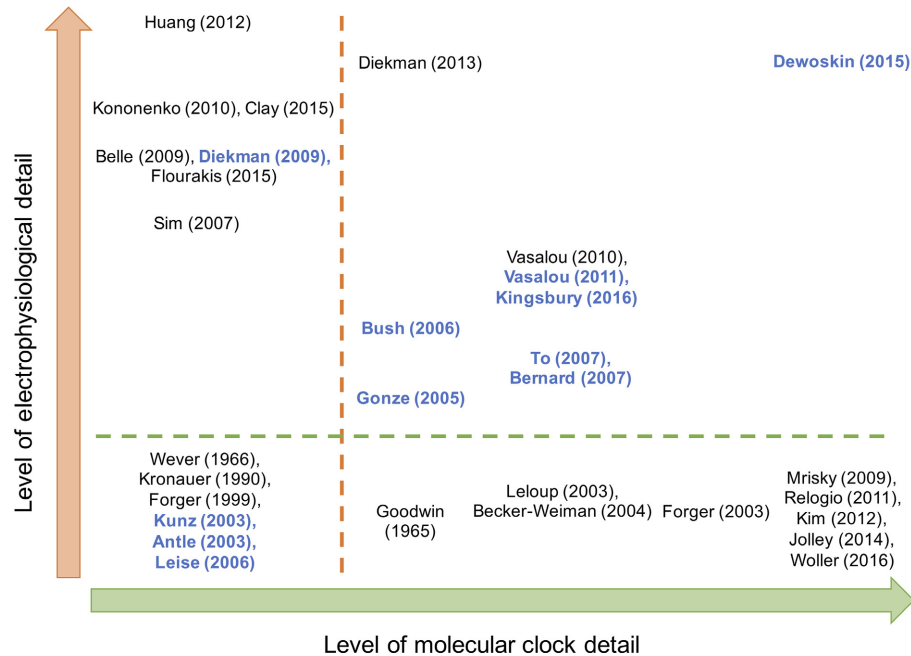 Huang (2012)
Diekman (2013)
Dewoskin (2015)
Kononenko (2010), Clay (2015)
Belle (2009), Diekman (2009),
Flourakis (2015)
Sim (2007)
Vasalou (2010),
Vasalou (2011),
Kingsbury (2016)
Bush (2006)
To (2007),
Bernard (2007)
Gonze (2005)
Wever (1966),
Kronauer (1990),
Forger (1999),
Kunz (2003),
Antle (2003),
Leise (2006)
Goodwin
(1965)
Leloup (2003),
Becker-Weiman (2004)
Forger (2003)
Mrisky (2009),
Relogio (2011),
Kim (2012),
Jolley (2014),
Woller (2016)
Level of electrophysiological detail
Level of molecular clock detail